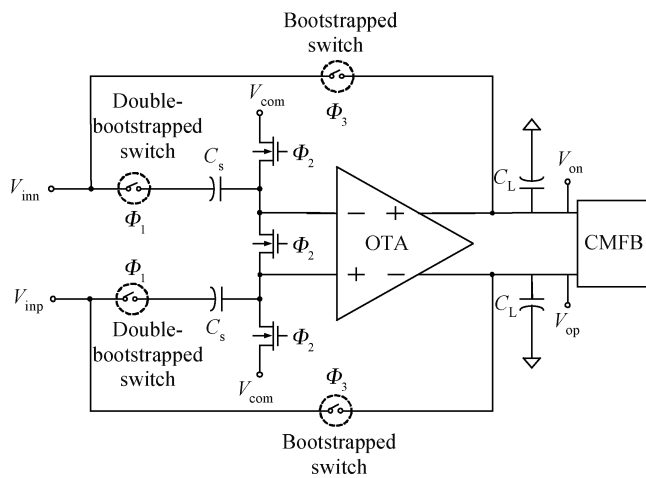 Bootstrapped
switch
Φ3
Double-
bootstrapped
switch
Vcom
Φ2
Cs
Vinn
Φ1
CL
Von
− +
OTA
+ −
Φ2
CMFB
Φ1
Vinp
Cs
Double-
bootstrapped
switch
Φ2
Vcom
CL
Vop
Φ3
Bootstrapped
switch